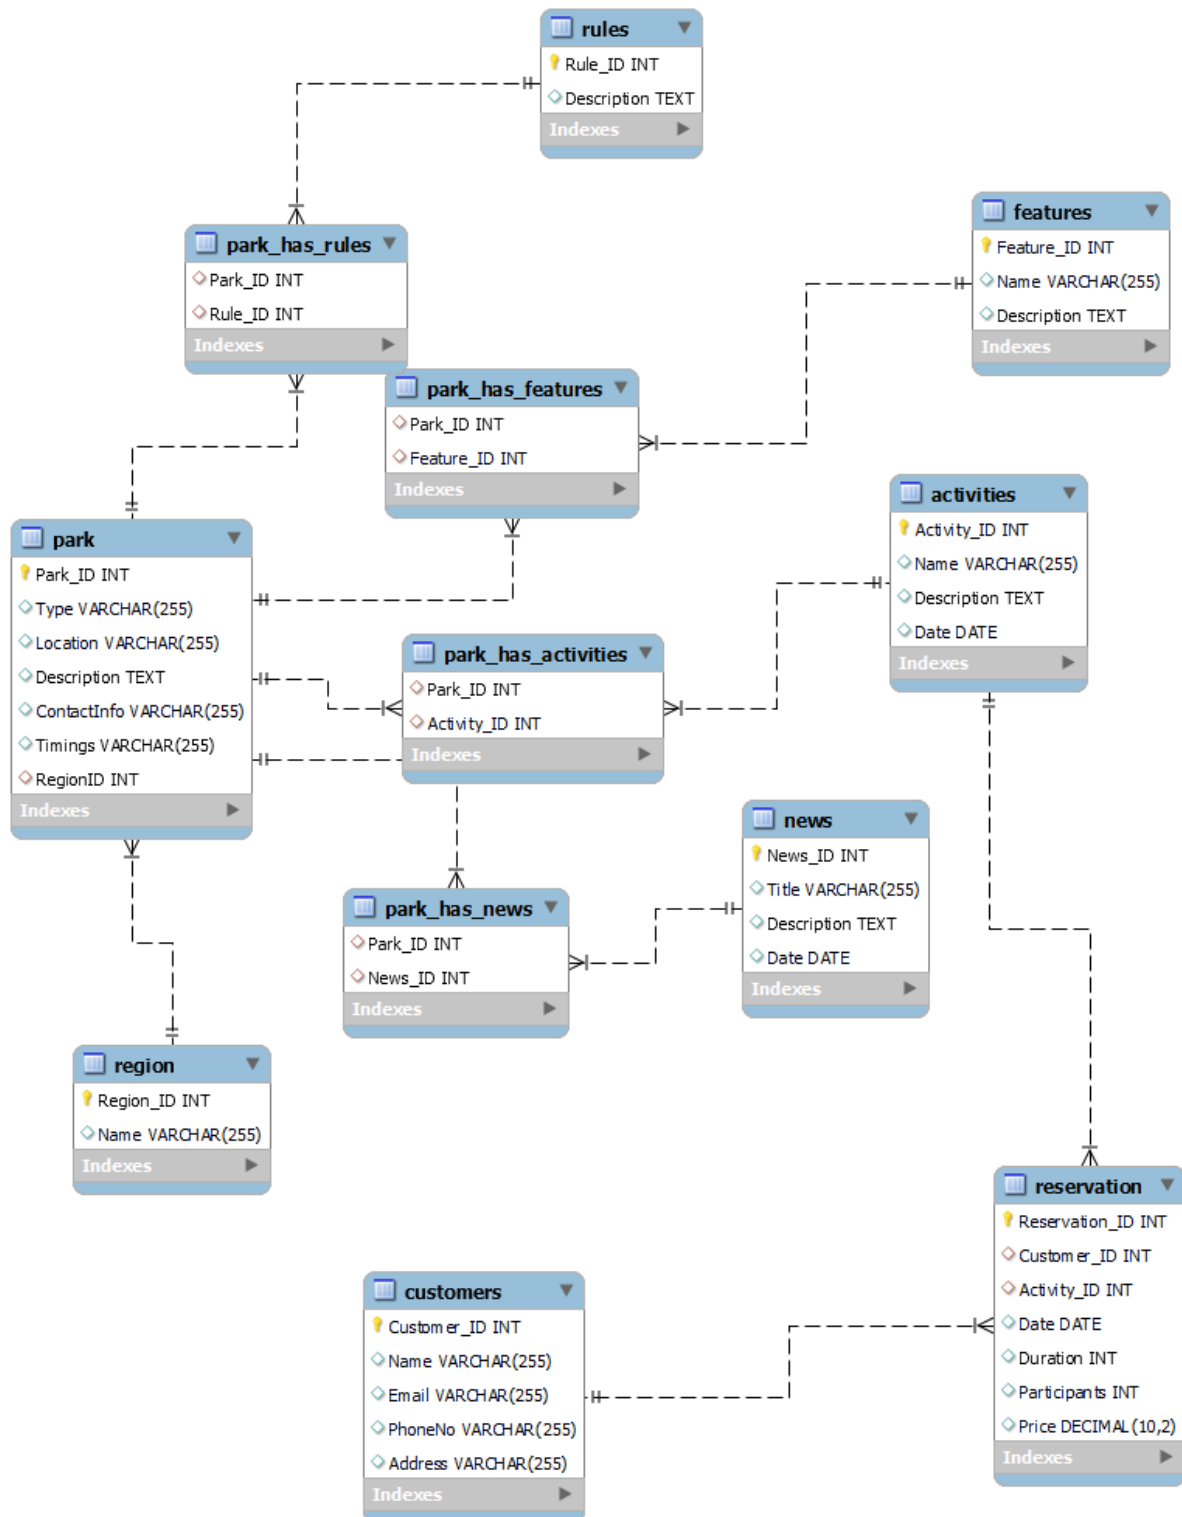 rules
Rule_ID INT
Description TEXT
Indexes
features
Feature_ID INT
Name VARCHAR(255)
Description TEXT
Indexes
park_has_rules
Park_ID INT
Rule_ID INT
Indexes
park_has_features
Park_ID INT
Feature_ID INT
Indexes
activities
Activity_ID INT
Name VARCHAR(255)
Description TEXT
Date DATE
Indexes
park
Park_ID INT
Type VARCHAR(255)
Location VARCHAR(255)
Description TEXT
ContactInfo VARCHAR(255)
Timings VARCHAR(255)
RegionID INT
Indexes
park_has_activities
Park_ID INT
Activity_ID INT
Indexes
news
News_ID INT
Title VARCHAR(255)
Description TEXT
Date DATE
Indexes
park_has_news
Park_ID INT
News_ID INT
Indexes
region
Region_ID INT
Name VARCHAR(255)
Indexes
reservation
Reservation_ID INT
Customer_ID INT
Activity_ID INT
Date DATE
Duration INT
Participants INT
Price DECIMAL(10,2)
Indexes
customers
Customer_ID INT
Name VARCHAR(255)
Email VARCHAR(255)
PhoneNo VARCHAR(255)
Address VARCHAR(255)
Indexes